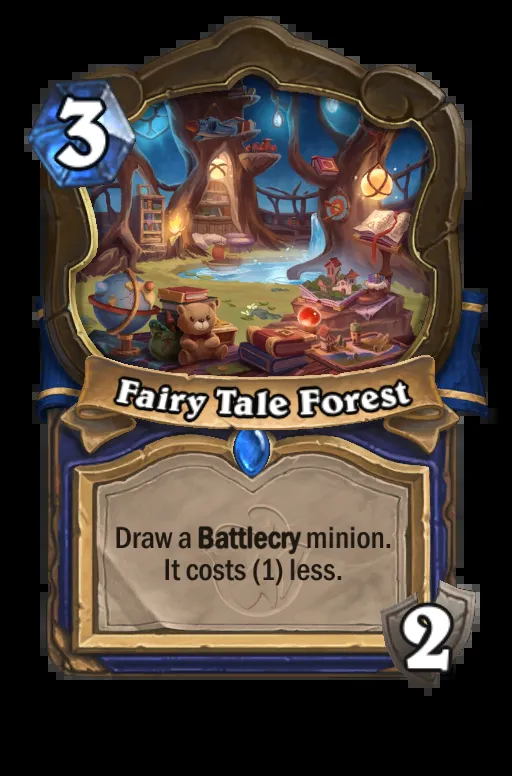 3
Fairy Tale Forest
Draw a Battlecry minion.
It costs (1) less.
2